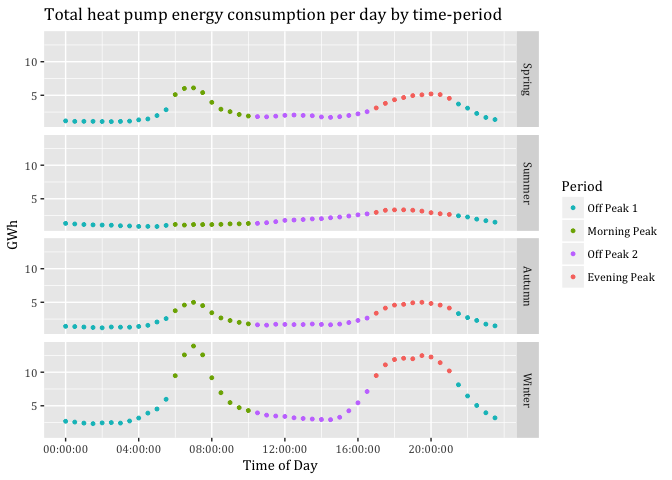 Total heat pump energy consumption per day by time-period
10
5
Spring
10
5
Summer
10
5
Autumn
10
5
Winter
GWh
00:00:00 04:00:00 08:00:00 12:00:00 16:00:00 20:00:00
Time of Day
Period
Off Peak 1
Morning Peak
Off Peak 2
Evening Peak